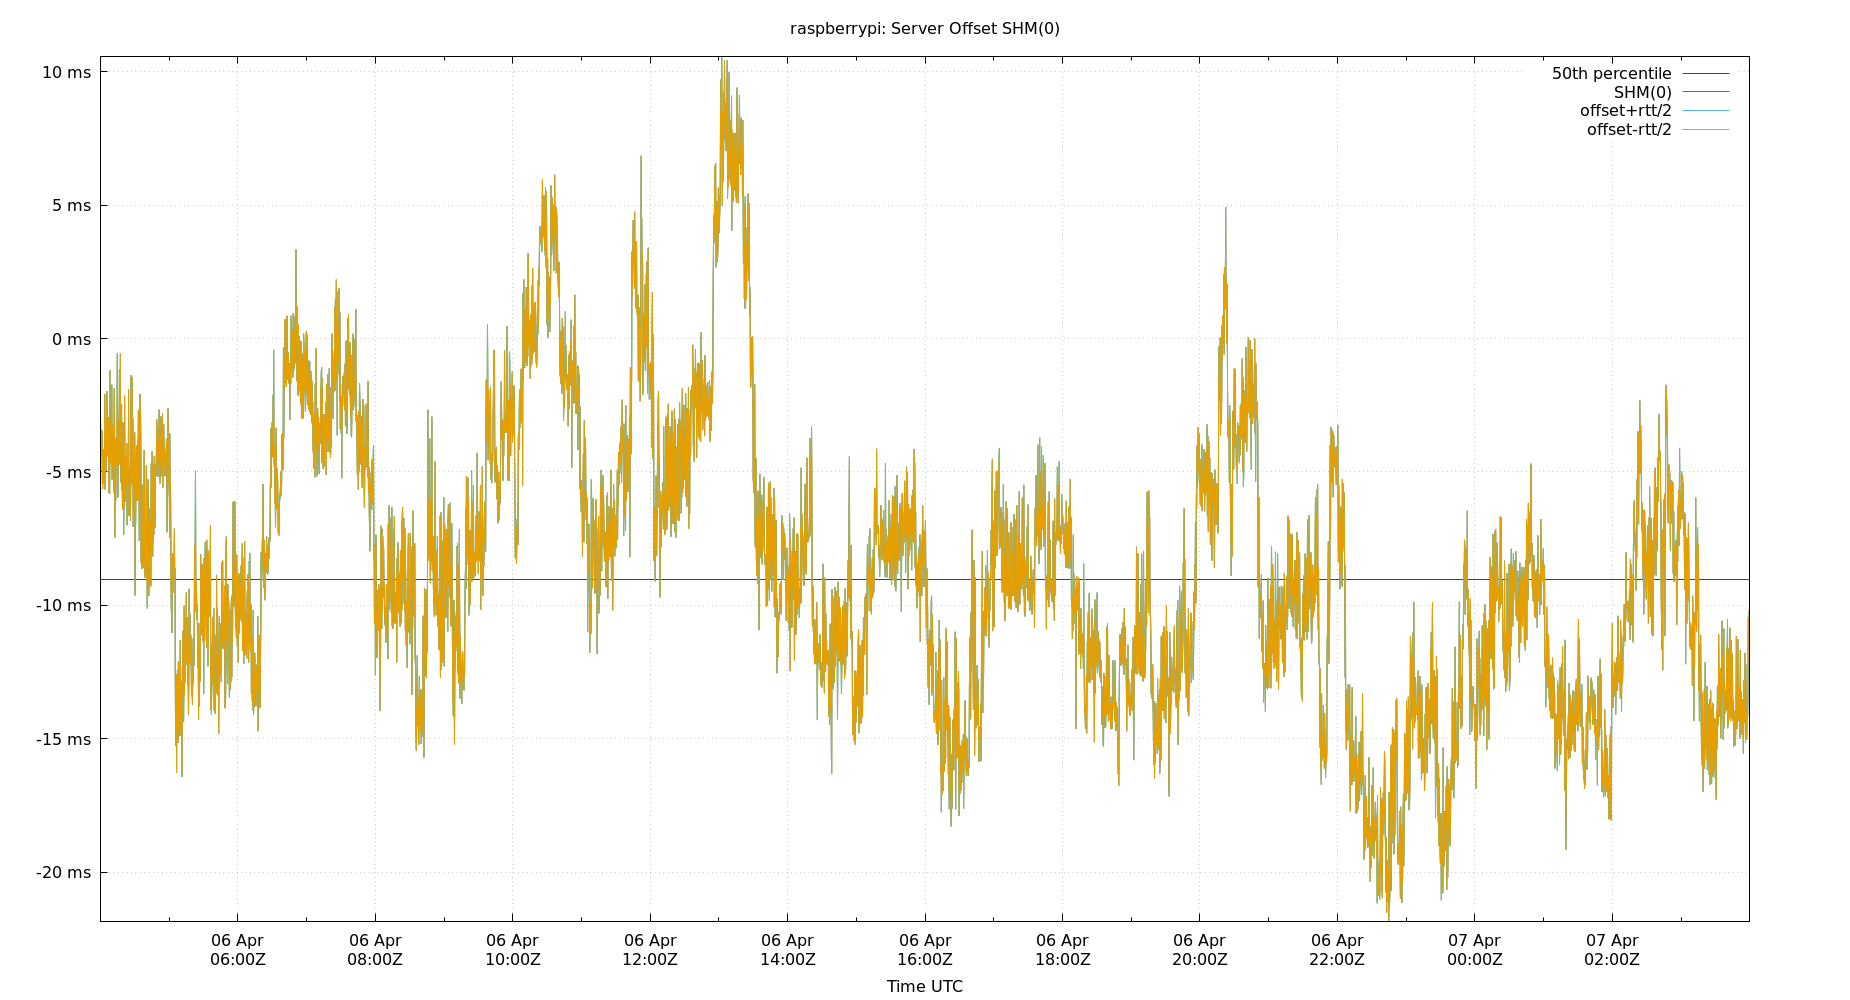 raspberrypi: Server Offset SHM(0)
50th percentile
SHM(0)
offset+rtt/2
offset-rtt/2
10 ms
5 ms
0 ms
-5 ms
-10 ms
-15 ms
-20 ms
06 Apr 06 Apr 06 Apr 06 Apr 06 Apr 06 Apr 06 Apr 06 Apr 06 Apr 07 Apr 07 Apr
06:00Z 08:00Z 10:00Z 12:00Z 14:00Z 16:00Z 18:00Z 20:00Z 22:00Z 00:00Z 02:00Z
Time UTC